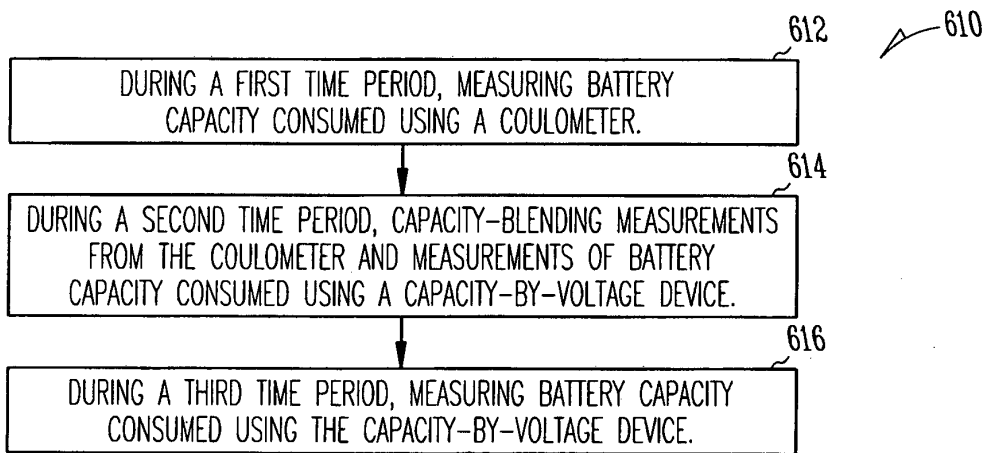 612
610
DURING A FIRST TIME PERIOD, MEASURING BATTERY
CAPACITY CONSUMED USING A COULOMETER.
614
DURING A SECOND TIME PERIOD, CAPACITY-BLENDING MEASUREMENTS
FROM THE COULOMETER AND MEASUREMENTS OF BATTERY
CAPACITY CONSUMED USING A CAPACITY-BY-VOLTAGE DEVICE.
616
DURING A THIRD TIME PERIOD, MEASURING BATTERY CAPACITY
CONSUMED USING THE CAPACITY-BY-VOLTAGE DEVICE.